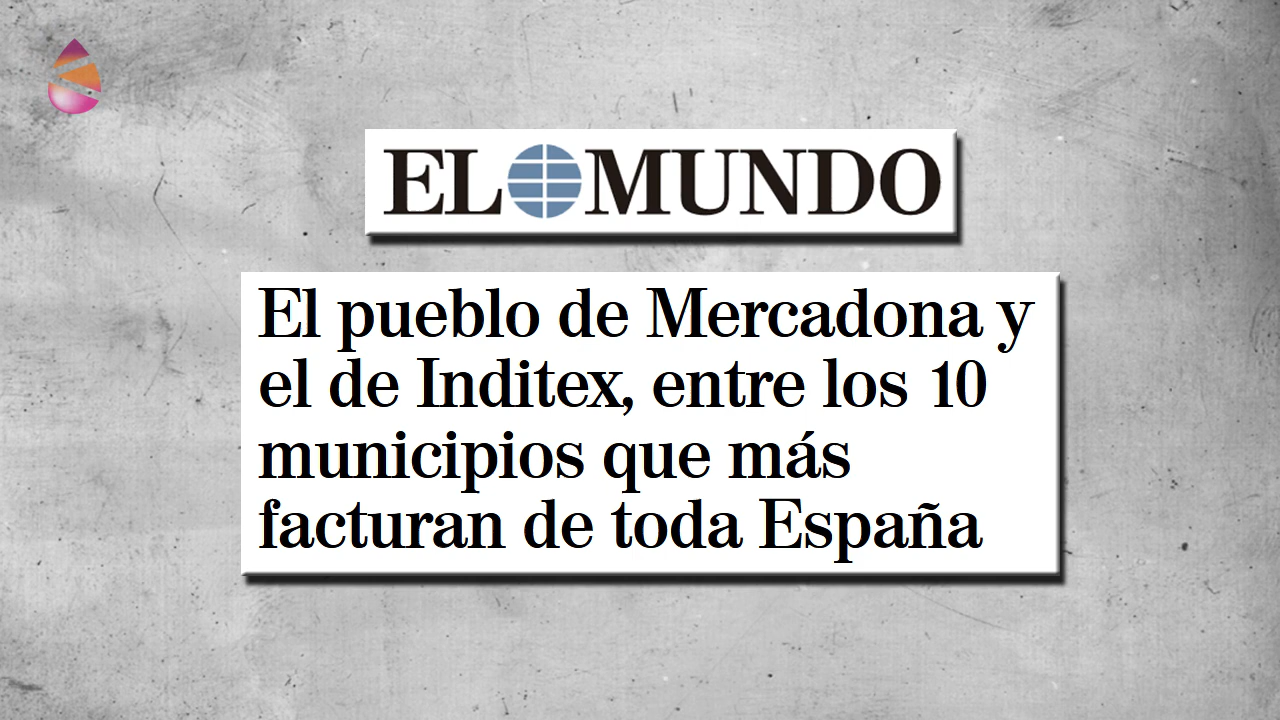 EL MUNDO
El pueblo de Mercadona y
el de Inditex, entre los 10
municipios que más
facturan de toda España